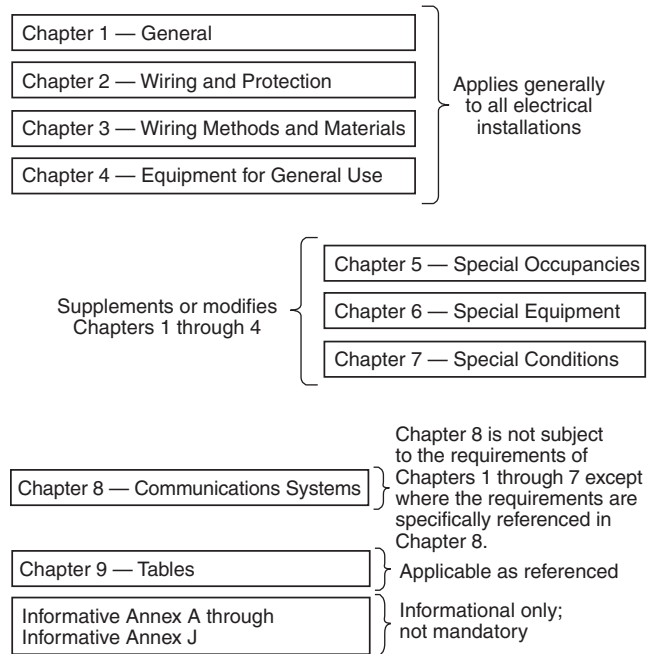 Chapter 1 — General
Chapter 2 — Wiring and Protection
Chapter 3 — Wiring Methods and Materials
Chapter 4 — Equipment for General Use
Applies generally
to all electrical
installations
Supplements or modifies
Chapters 1 through 4
Chapter 5 — Special Occupancies
Chapter 6 — Special Equipment
Chapter 7 — Special Conditions
Chapter 8 — Communications Systems
Chapter 8 is not subject
to the requirements of
Chapters 1 through 7 except
where the requirements are
specifically referenced in
Chapter 8.
Chapter 9 — Tables
Applicable as referenced
Informative Annex A through
Informative Annex J
Informational only;
not mandatory